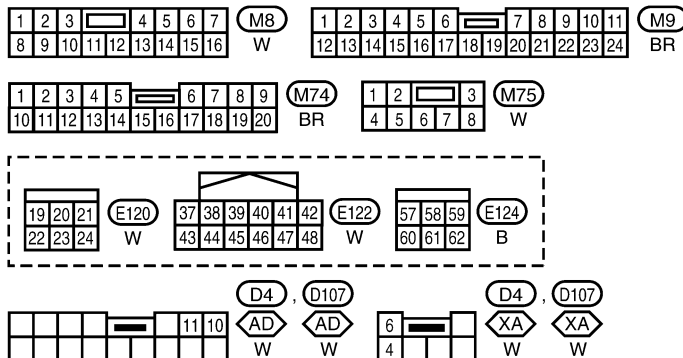 1 2 3 4 5 6 7 M8
8 9 10 11 12 13 14 15 16 W
1 2 3 4 5 6 7 8 9 10 11 M9
12 13 14 15 16 17 18 19 20 21 22 23 24 BR
1 2 3 4 5 6 7 8 9 M74
10 11 12 13 14 15 16 17 18 19 20 BR
1 2 3 M75
4 5 6 7 8 W
19 20 21 E120
22 23 24 W
37 38 39 40 41 42 E122
43 44 45 46 47 48 W
57 58 59 E124
60 61 62 B
D4 , D107
11 10 AD AD
W W
D4 , D107
6 XA XA
4 W W